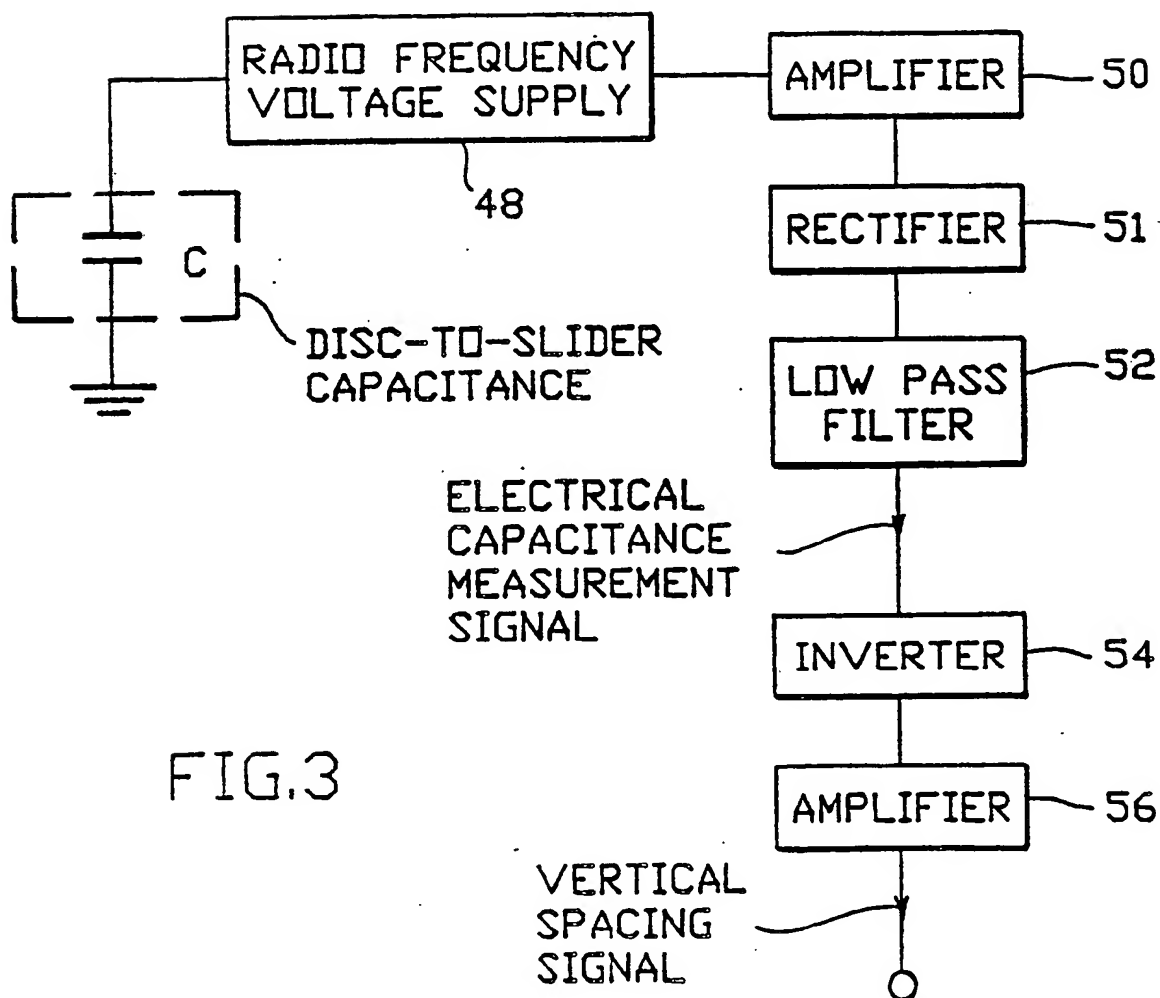 RADIO FREQUENCY
VOLTAGE SUPPLY
48
AMPLIFIER
50
RECTIFIER
51
C
DISC-TO-SLIDER
CAPACITANCE
LOW PASS
FILTER
52
ELECTRICAL
CAPACITANCE
MEASUREMENT
SIGNAL
INVERTER
54
FIG.3
AMPLIFIER
56
VERTICAL
SPACING
SIGNAL